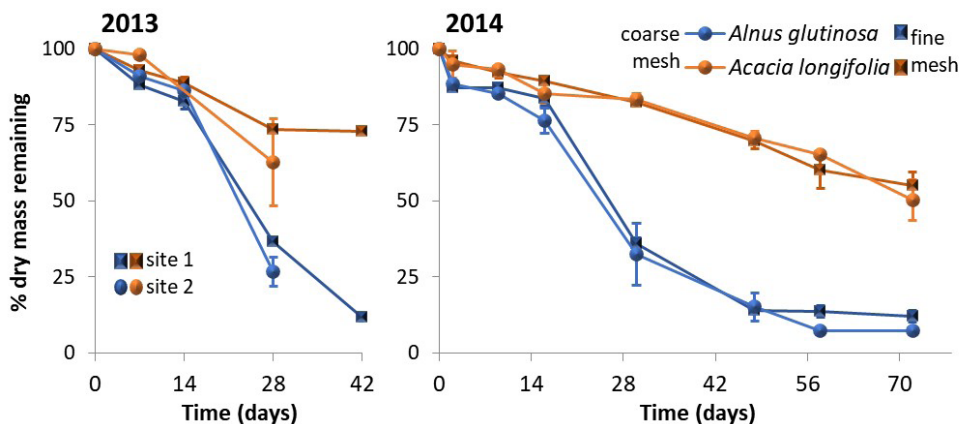 2013
2014
coarse mesh
Alnus glutinosa
Acacia longifolia
fine mesh
% dry mass remaining
100
75
50
25
0
site 1
site 2
0 14 28 42
Time (days)
100
75
50
25
0
0 14 28 42 56 70
Time (days)